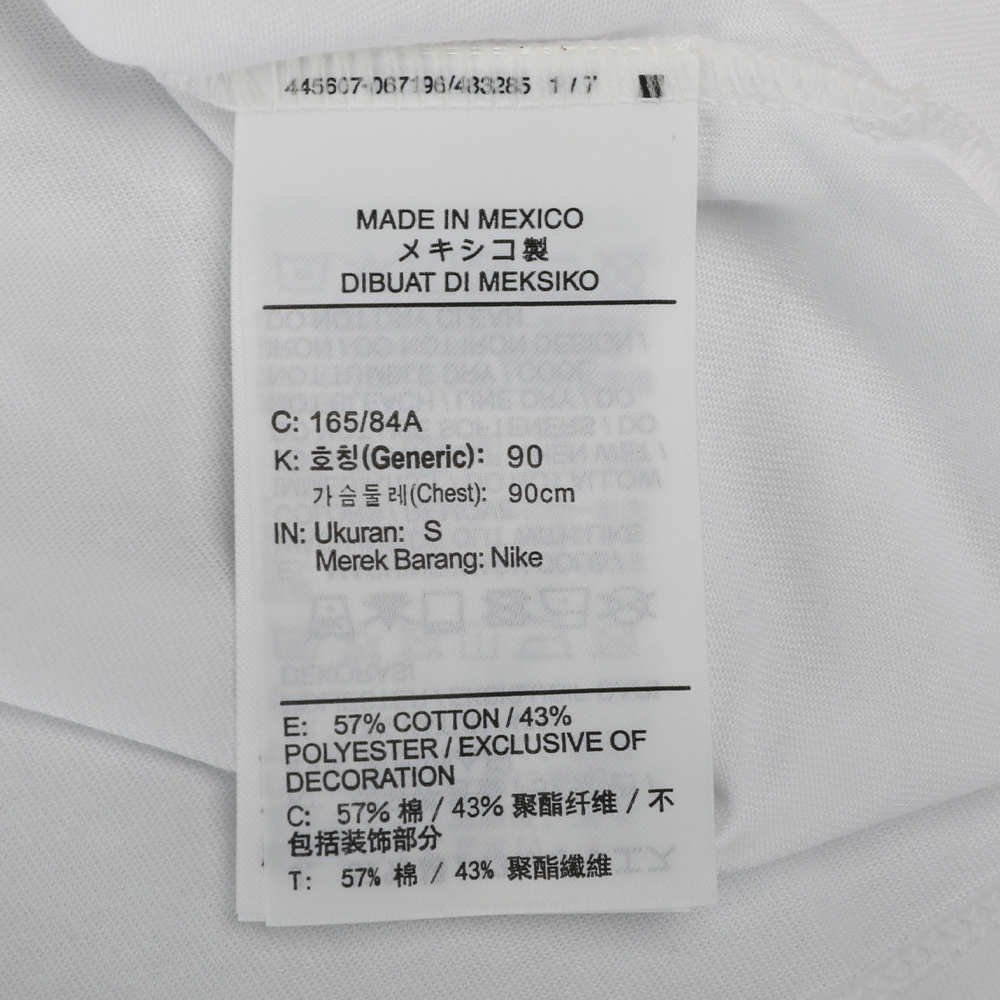 445607-067196/483285 1 / 7
MADE IN MEXICO
メキシコ製
DIBUAT DI MEKSIKO
C: 165/84A
K: 호칭(Generic): 90
가슴둘레(Chest): 90cm
IN: Ukuran: S
Merek Barang: Nike
E: 57% COTTON / 43%
POLYESTER / EXCLUSIVE OF
DECORATION
C: 57% 棉 / 43% 聚酯纤维 / 不
包括装饰部分
T: 57% 棉 / 43% 聚酯纖維